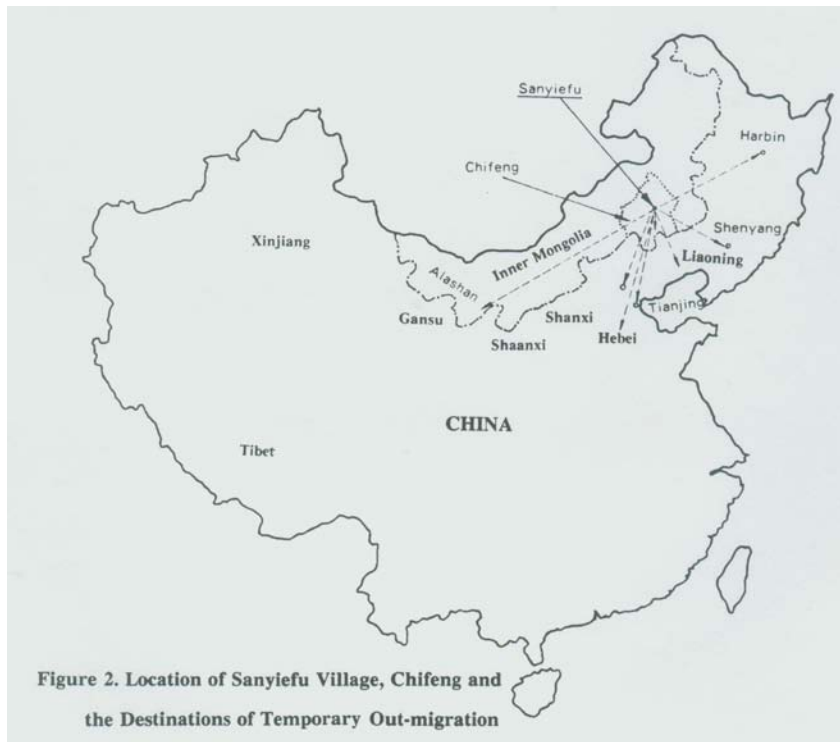 Sanyiefu
Harbin
Chifeng
Xinjiang
Shenyang
Inner Mongolia
Liaoning
Alashan
Tianjing
Gansu
Shanxi
Hebei
Shaanxi
CHINA
Tibet
Figure 2. Location of Sanyiefu Village, Chifeng and
the Destinations of Temporary Out-migration